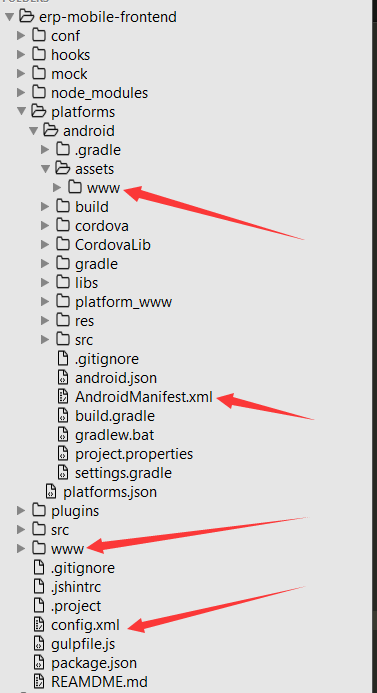 erp-mobile-frontend
conf
hooks
mock
node_modules
platforms
android
.gradle
assets
www
build
cordova
CordovaLib
gradle
libs
platform_www
res
src
.gitignore
android.json
AndroidManifest.xml
build.gradle
gradlew.bat
project.properties
settings.gradle
platforms.json
plugins
src
www
.gitignore
.jshintrc
.project
config.xml
gulpfile.js
package.json
REAMDME.md